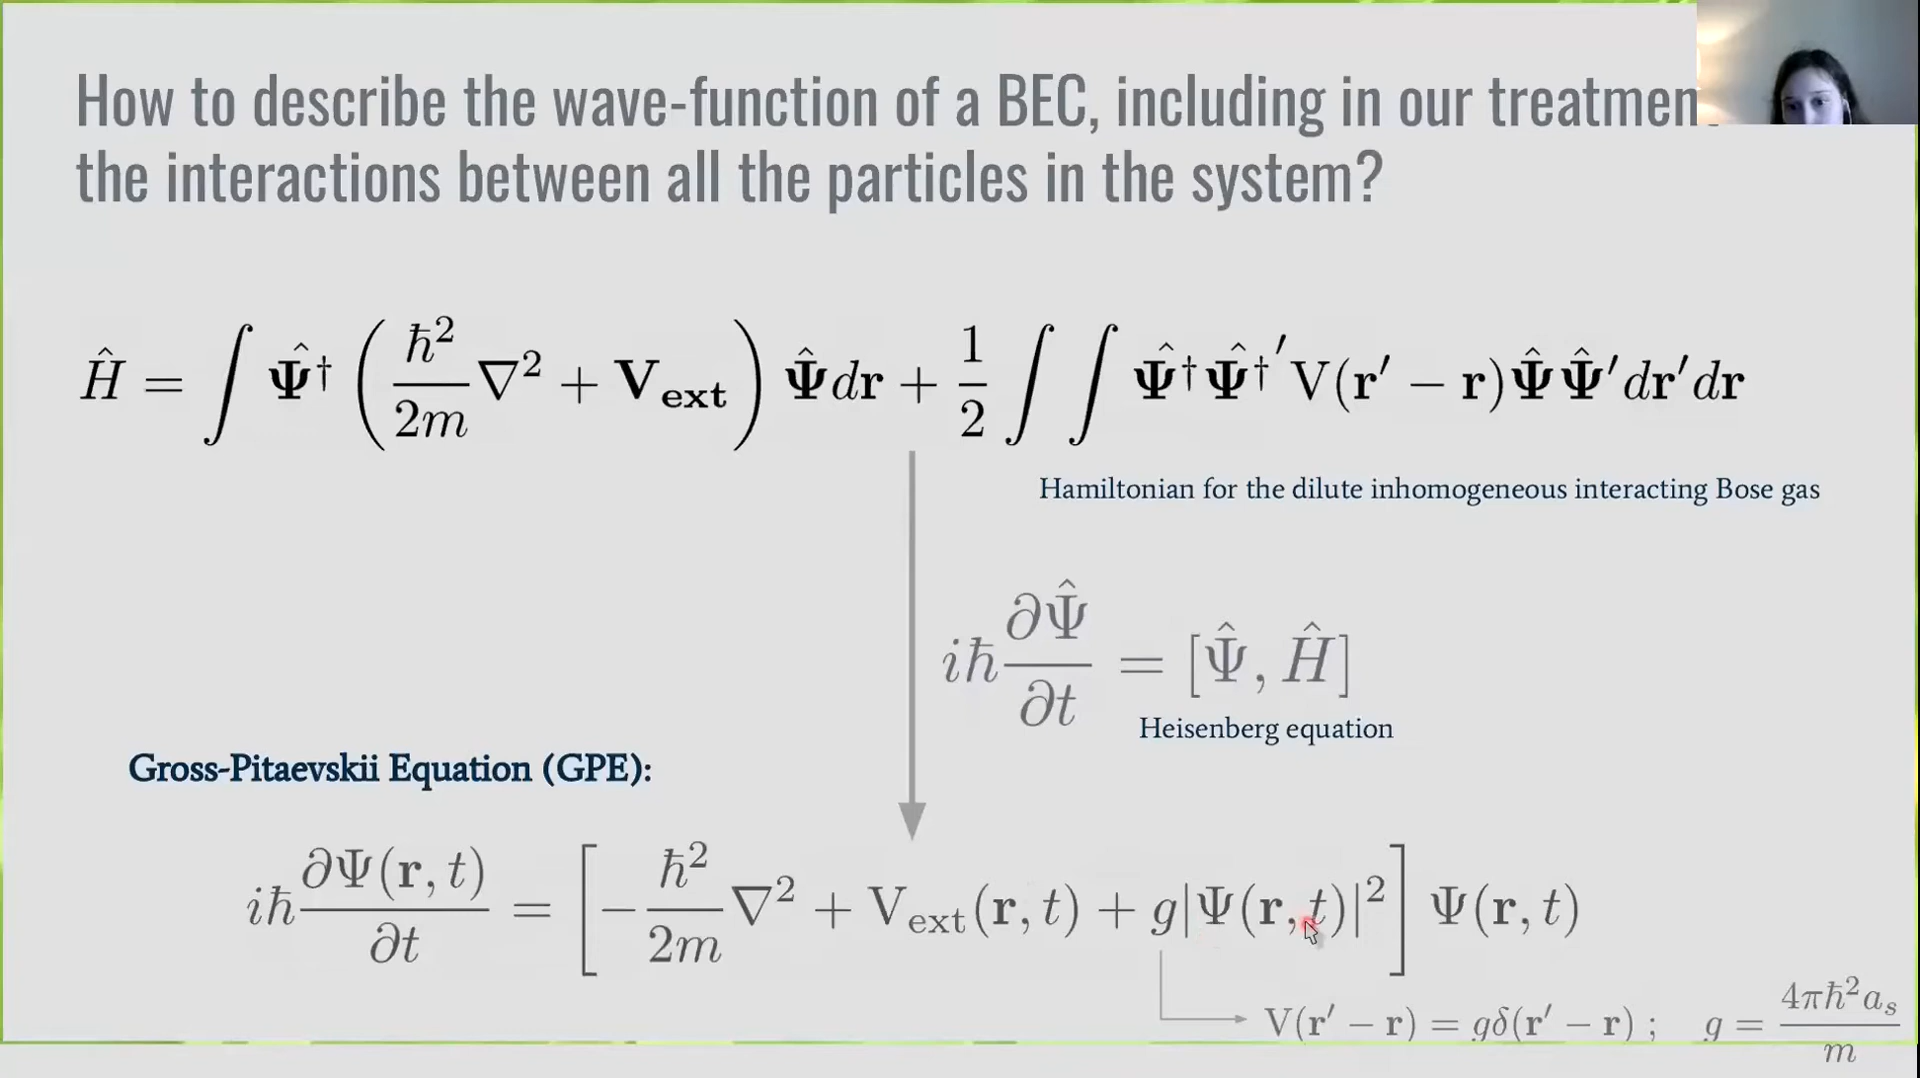 How to describe the wave-function of a BEC, including in our treatmen
the interactions between all the particles in the system?
Ĥ = ∫ Ψ̂† ( ħ²/2m ∇² + V_ext ) Ψ̂ dr + 1/2 ∫ ∫ Ψ̂† Ψ̂†′ V(r′ − r) Ψ̂ Ψ̂′ dr′ dr
Hamiltonian for the dilute inhomogeneous interacting Bose gas
iħ ∂Ψ̂/∂t = [Ψ̂, Ĥ]
Heisenberg equation
Gross-Pitaevskii Equation (GPE):
iħ ∂Ψ(r, t)/∂t = [ −ħ²/2m ∇² + V_ext(r, t) + g|Ψ(r, t)|² ] Ψ(r, t)
V(r′ − r) = gδ(r′ − r) ; g = 4πħ²a_s/m